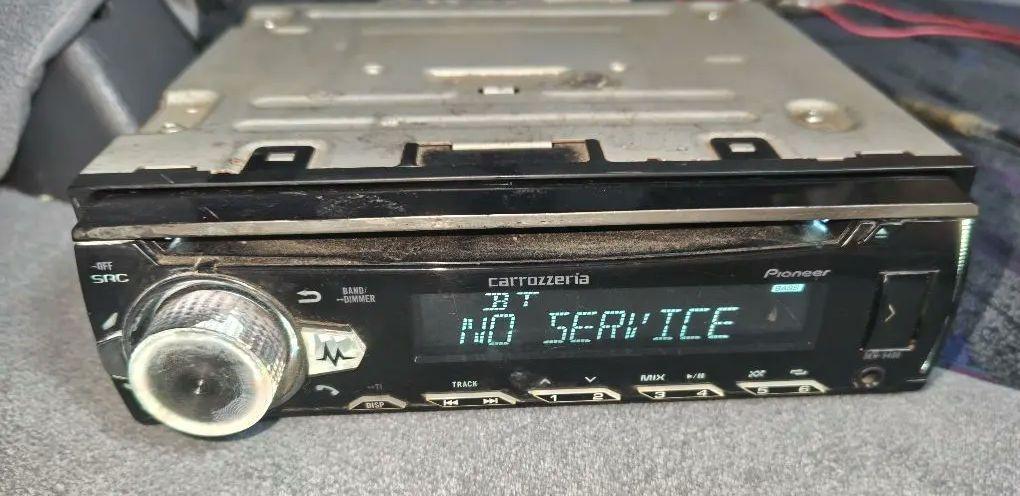 OFF
SRC
BAND/
DIMMER
carrozzeria
Pioneer
BASS
BT
NO SERVICE
TRACK
MIX
DISP
1 2
3 4
5 6